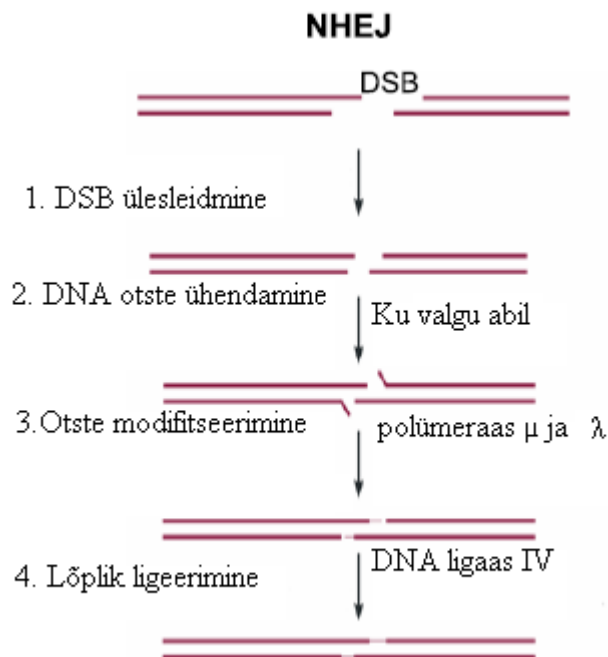 NHEJ
DSB
1. DSB ülesleidmine
2. DNA otste ühendamine
Ku valgu abil
3.Otste modifitseerimine
polümeraas μ ja λ
DNA ligaas IV
4. Lõplik ligeerimine